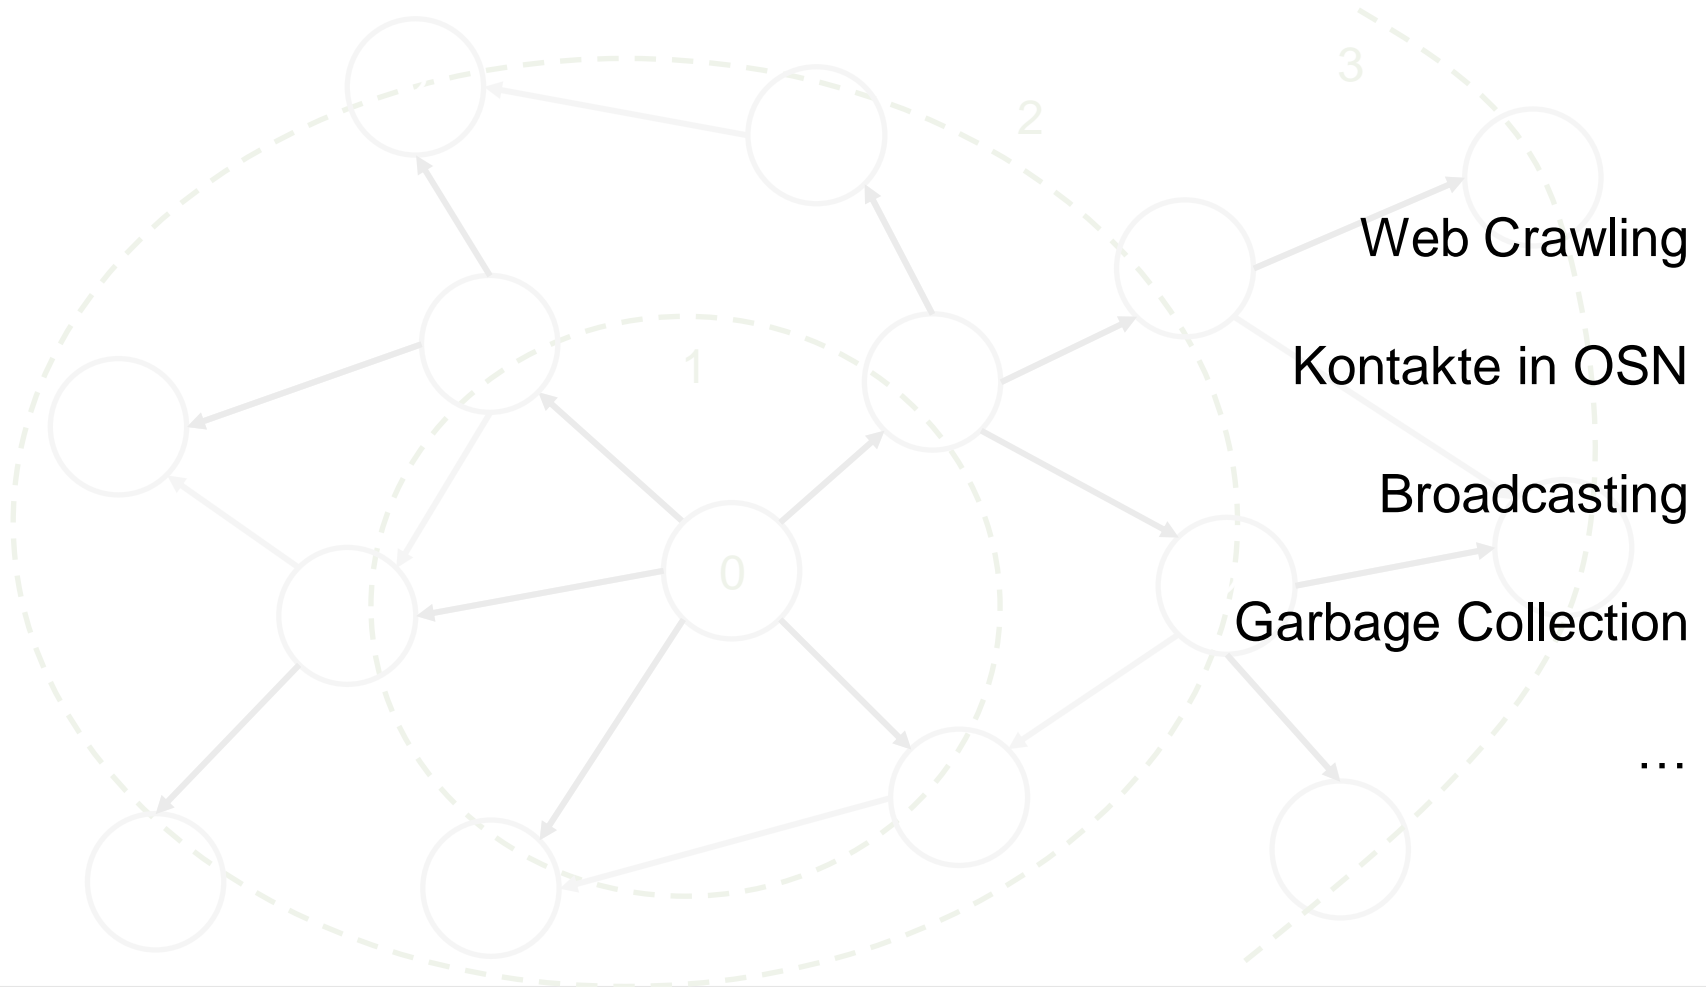 3
2
Web Crawling
1
Kontakte in OSN
Broadcasting
0
Garbage Collection
…